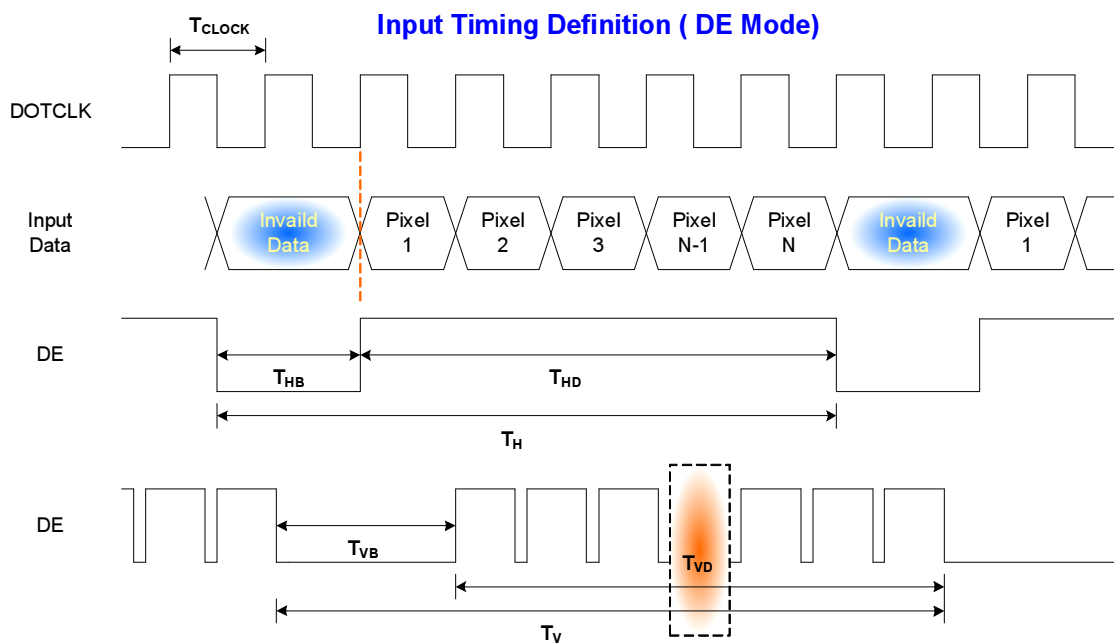 Input Timing Definition ( DE Mode)
TCLOCK
DOTCLK
Input
Data
Invaild
Data
Pixel
1
Pixel
2
Pixel
3
Pixel
N-1
Pixel
N
Invaild
Data
Pixel
1
DE
THB
THD
TH
DE
TVB
TVD
TV